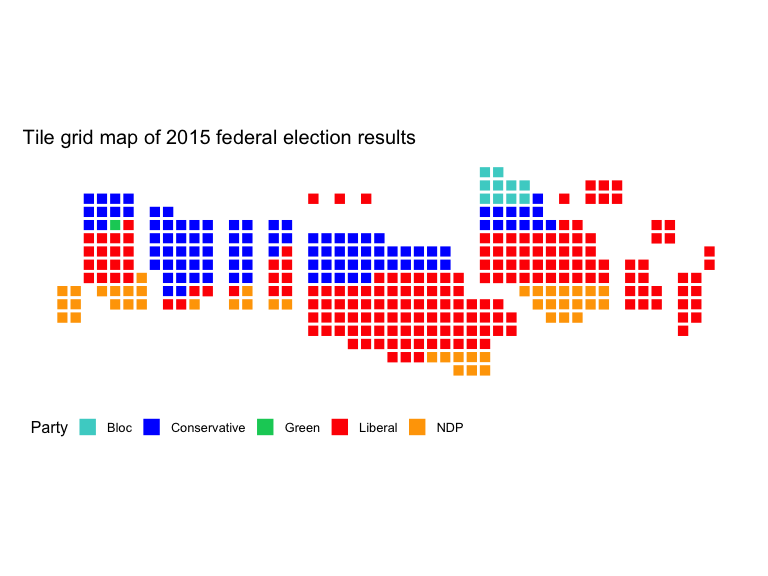 Tile grid map of 2015 federal election results
Party Bloc Conservative Green Liberal NDP